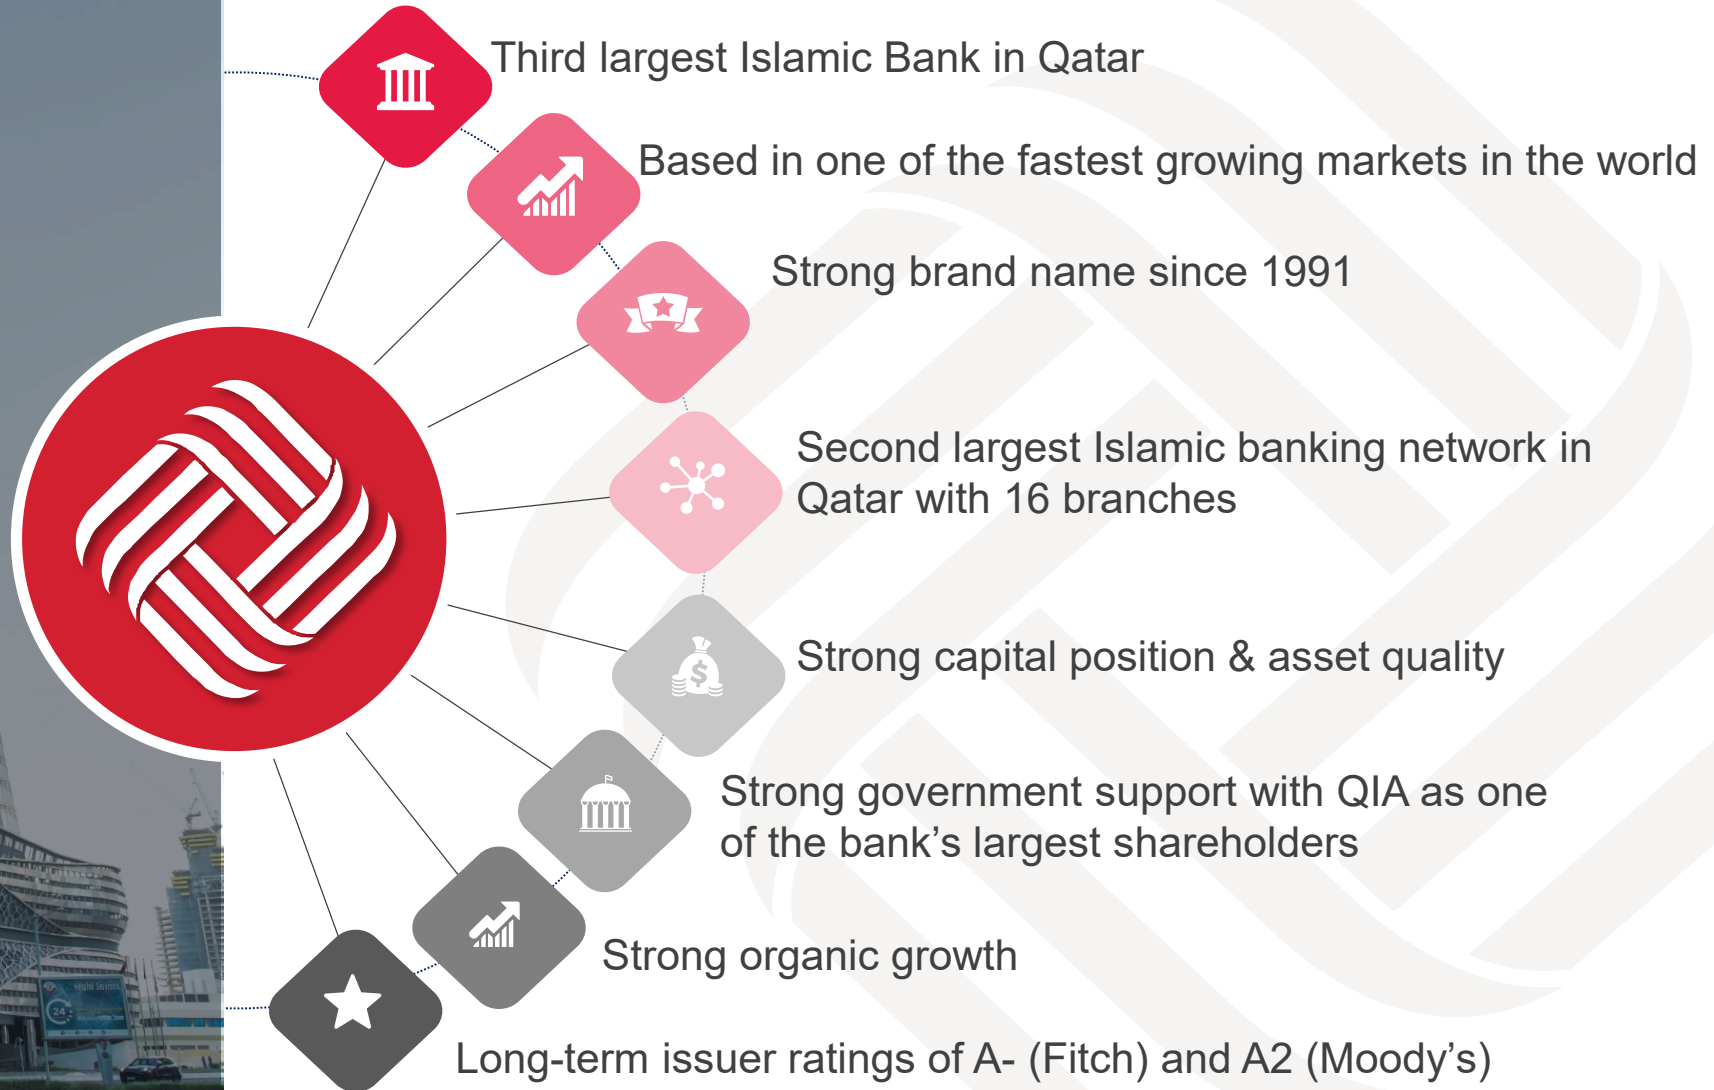 Third largest Islamic Bank in Qatar
Based in one of the fastest growing markets in the world
Strong brand name since 1991
Second largest Islamic banking network in
Qatar with 16 branches
$
Strong capital position & asset quality
Strong government support with QIA as one
of the bank’s largest shareholders
Strong organic growth
24
Long-term issuer ratings of A- (Fitch) and A2 (Moody’s)